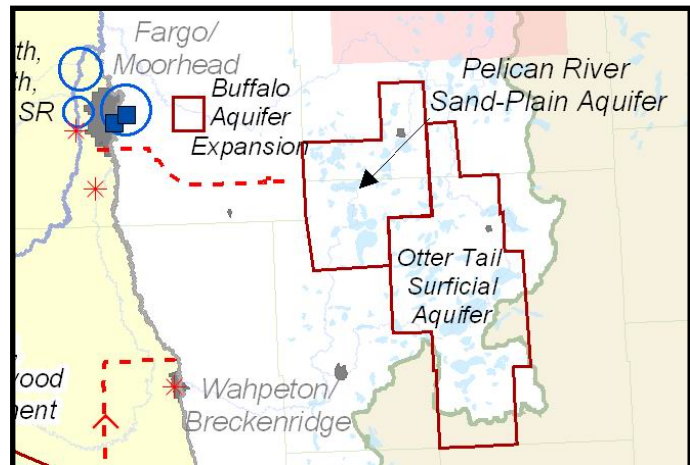 th,
th,
SR
Fargo/
Moorhead
Buffalo
Aquifer
Expansion
Pelican River
Sand-Plain Aquifer
Otter Tail
Surficial
Aquifer
Wahpeton/
Breckenridge
wood
ment